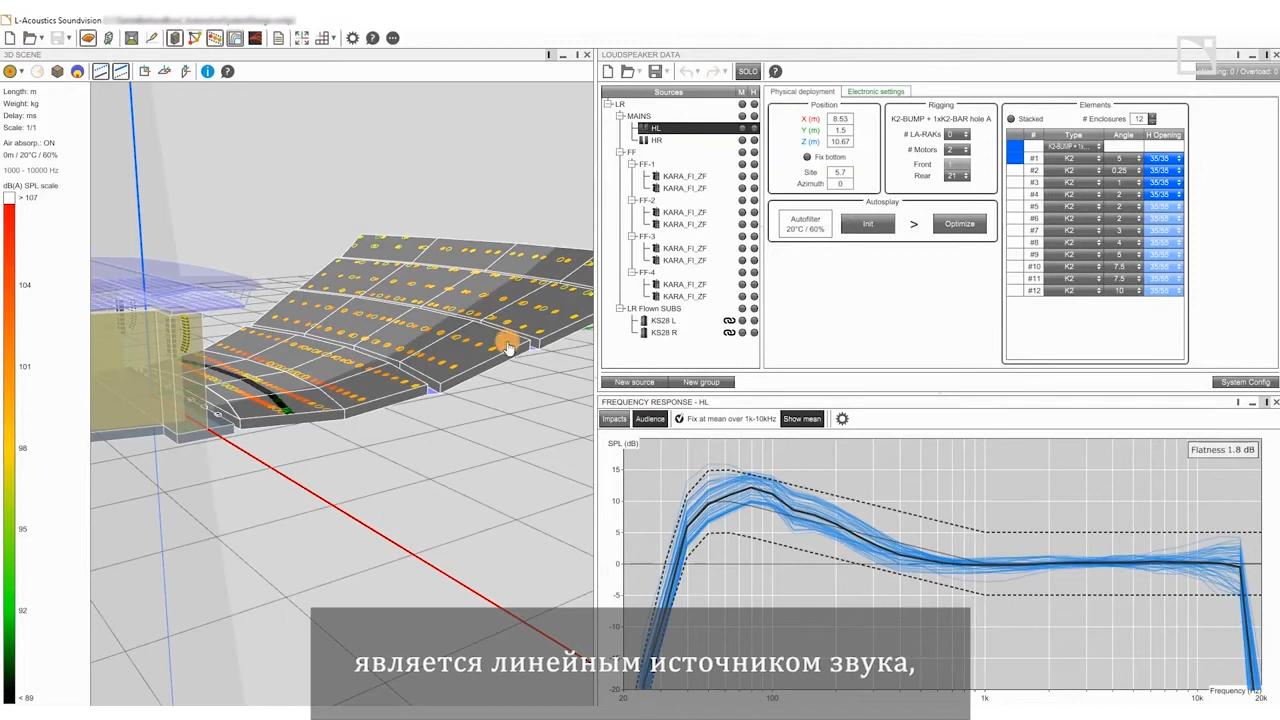 L-Acoustics Soundvision
3D SCENE
Length: m
Weight: kg
Delay: ms
Scale: 1/1
Air absorp.: ON
0m / 20°C / 60%
1000 - 10000 Hz
dB(A) SPL scale
> 107
104
101
98
95
92
< 89
LOUDSPEAKER DATA
SOLO
: 0 / Overload: 0
Sources M H
LR
MAINS
HL
HR
FF
FF-1
KARA_FI_ZF
KARA_FI_ZF
FF-2
KARA_FI_ZF
KARA_FI_ZF
FF-3
KARA_FI_ZF
KARA_FI_ZF
FF-4
KARA_FI_ZF
KARA_FI_ZF
LR Flown SUBS
KS28 L
KS28 R
New source New group
System Config
Physical deployment Electronic settings
Position
X (m) 8.53
Y (m) 1.5
Z (m) 10.67
Fix bottom
Site 5.7
Azimuth 0
Rigging
K2-BUMP + 1xK2-BAR hole A
# LA-RAKs 0
# Motors 2
Front 1
Rear 21
Autoplay
Autofilter
20°C / 60%
Init > Optimize
Elements
Stacked # Enclosures 12
# Type Angle H Opening
K2-BUMP + 1x...
#1 K2 5 35/35
#2 K2 0.25 35/35
#3 K2 1 35/35
#4 K2 2 35/35
#5 K2 2 35/55
#6 K2 2 35/55
#7 K2 3 35/55
#8 K2 4 35/55
#9 K2 5 35/55
#10 K2 7.5 35/55
#11 K2 7.5 35/55
#12 K2 10 35/55
FREQUENCY RESPONSE - HL
Impacts Audience Fix at mean over 1k-10kHz Show mean
SPL (dB)
Flatness 1.8 dB
15
10
5
0
-5
-10
-15
-20
20 100 1k 10k 20k
Frequency (Hz)
является линейным источником звука,